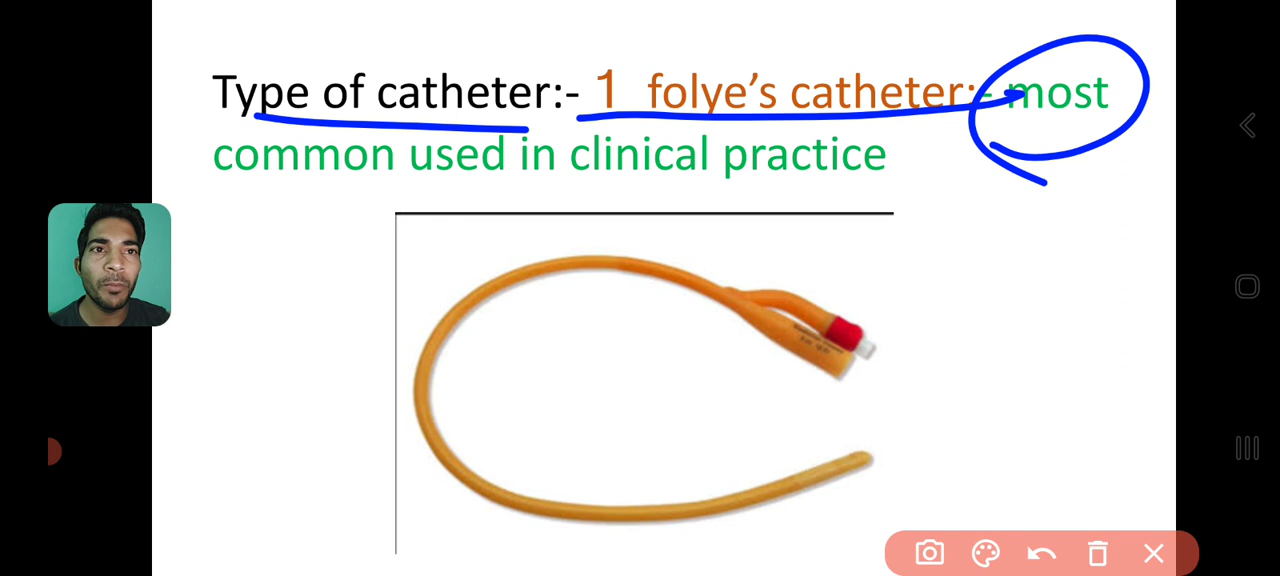 Type of catheter:- 1 folye’s catheter:- most
common used in clinical practice